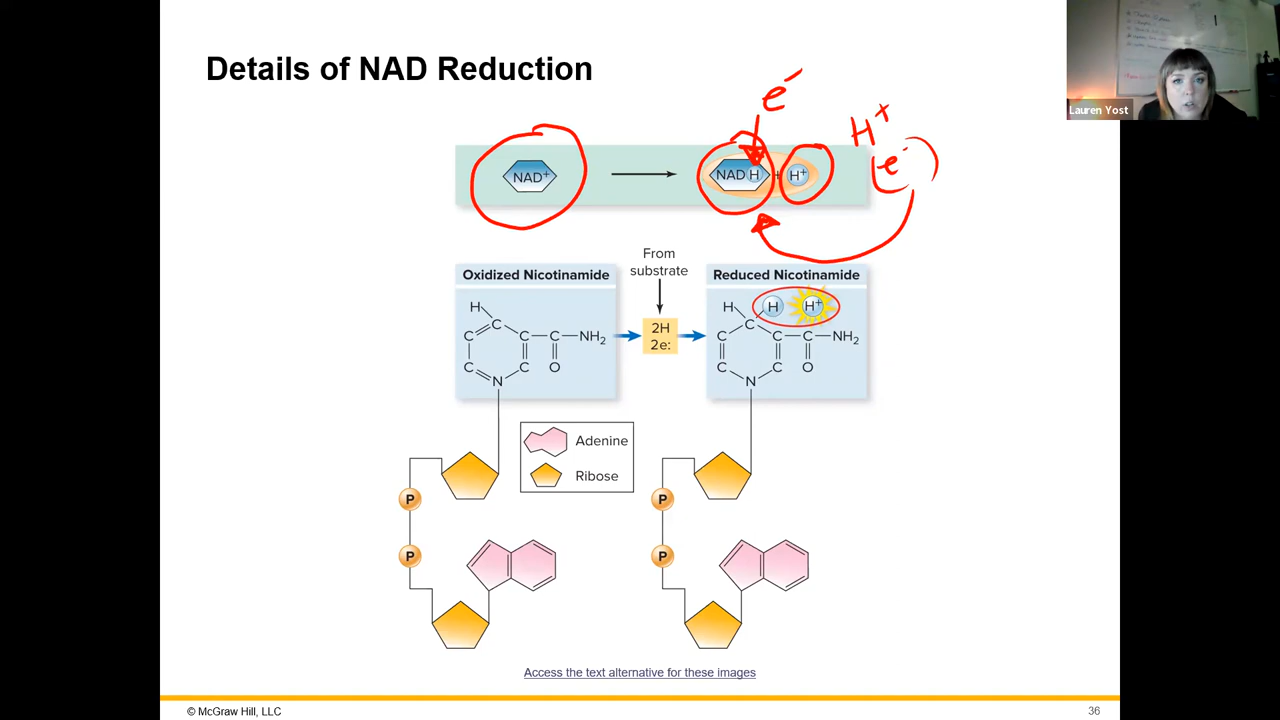 Details of NAD Reduction
Lauren Yost
e⁻
H⁺
e⁻
NAD⁺
NAD H + H⁺
From
substrate
Oxidized Nicotinamide
Reduced Nicotinamide
2H
2e:
H
C
C
C
C
C
N
C
NH₂
O
H
H
H⁺
C
C
C
C
C
N
C
NH₂
O
Adenine
Ribose
P
P
P
P
Access the text alternative for these images
© McGraw Hill, LLC
36